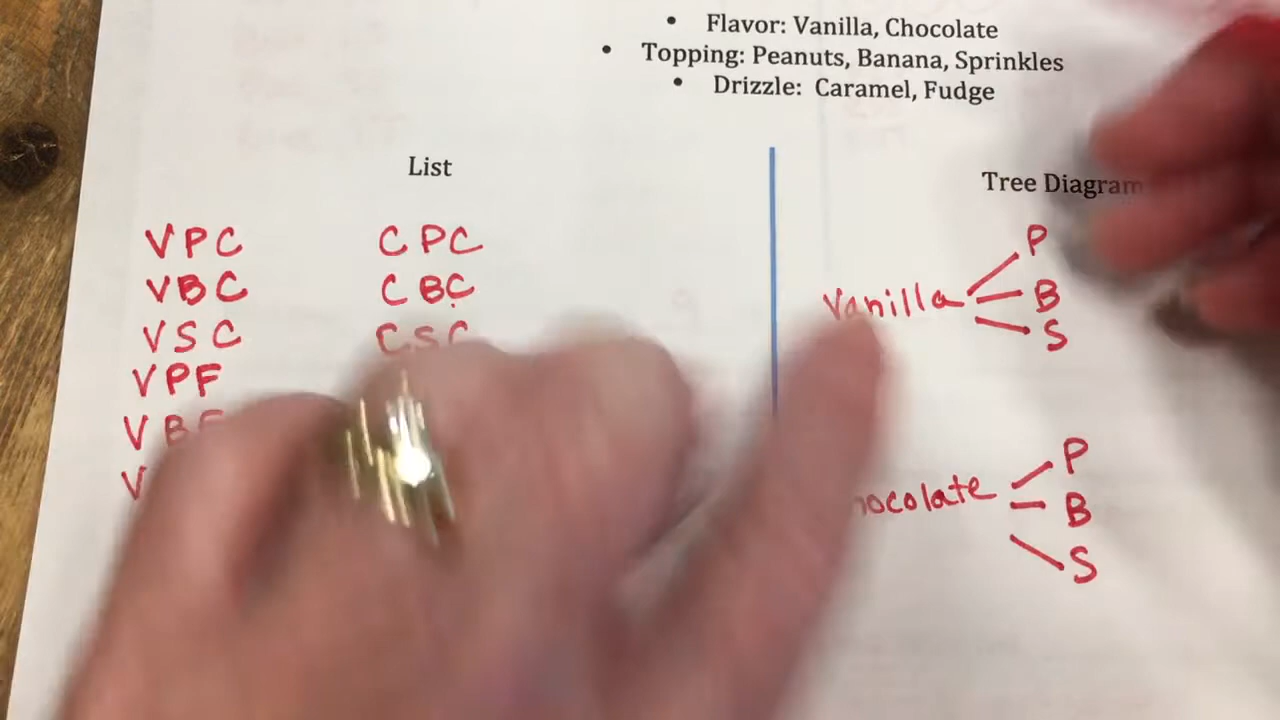 • Flavor: Vanilla, Chocolate
• Topping: Peanuts, Banana, Sprinkles
• Drizzle: Caramel, Fudge
List
VPC
VBC
VSC
VPF
CPC
CBC
CSC
Tree Diagram
Vanilla
P
B
S
P
B
S